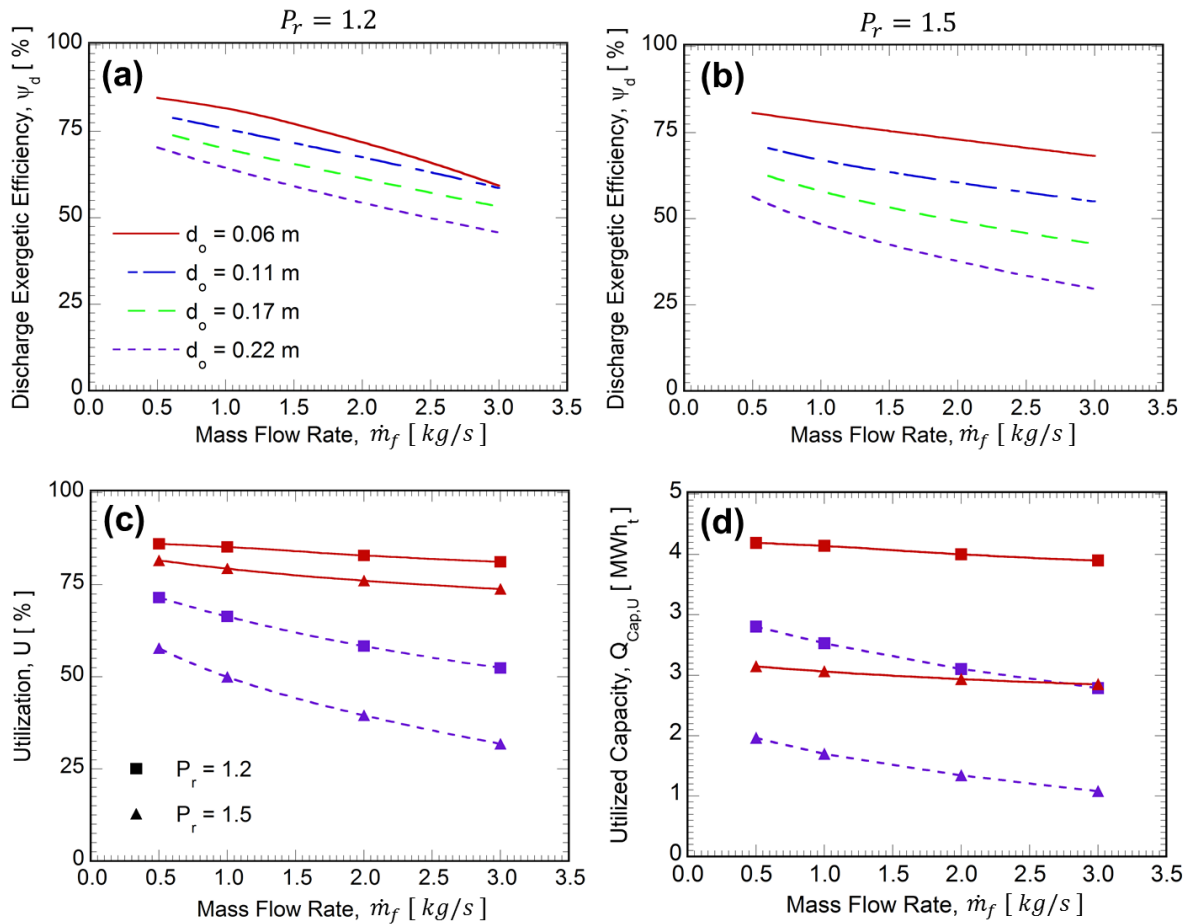 P_r = 1.2
P_r = 1.5
(a)
Discharge Exergetic Efficiency, ψ_d [ % ]
100
75
50
25
0
d_o = 0.06 m
d_o = 0.11 m
d_o = 0.17 m
d_o = 0.22 m
0.0 0.5 1.0 1.5 2.0 2.5 3.0 3.5
Mass Flow Rate, ṁ_f [ kg/s ]
(b)
Discharge Exergetic Efficiency, ψ_d [ % ]
100
75
50
25
0
0.0 0.5 1.0 1.5 2.0 2.5 3.0 3.5
Mass Flow Rate, ṁ_f [ kg/s ]
(c)
Utilization, U [ % ]
100
75
50
25
0
P_r = 1.2
P_r = 1.5
0.0 0.5 1.0 1.5 2.0 2.5 3.0 3.5
Mass Flow Rate, ṁ_f [ kg/s ]
(d)
Utilized Capacity, Q_Cap,U [ MWh_t ]
5
4
3
3
2
1
0
0.0 0.5 1.0 1.5 2.0 2.5 3.0 3.5
Mass Flow Rate, ṁ_f [ kg/s ]